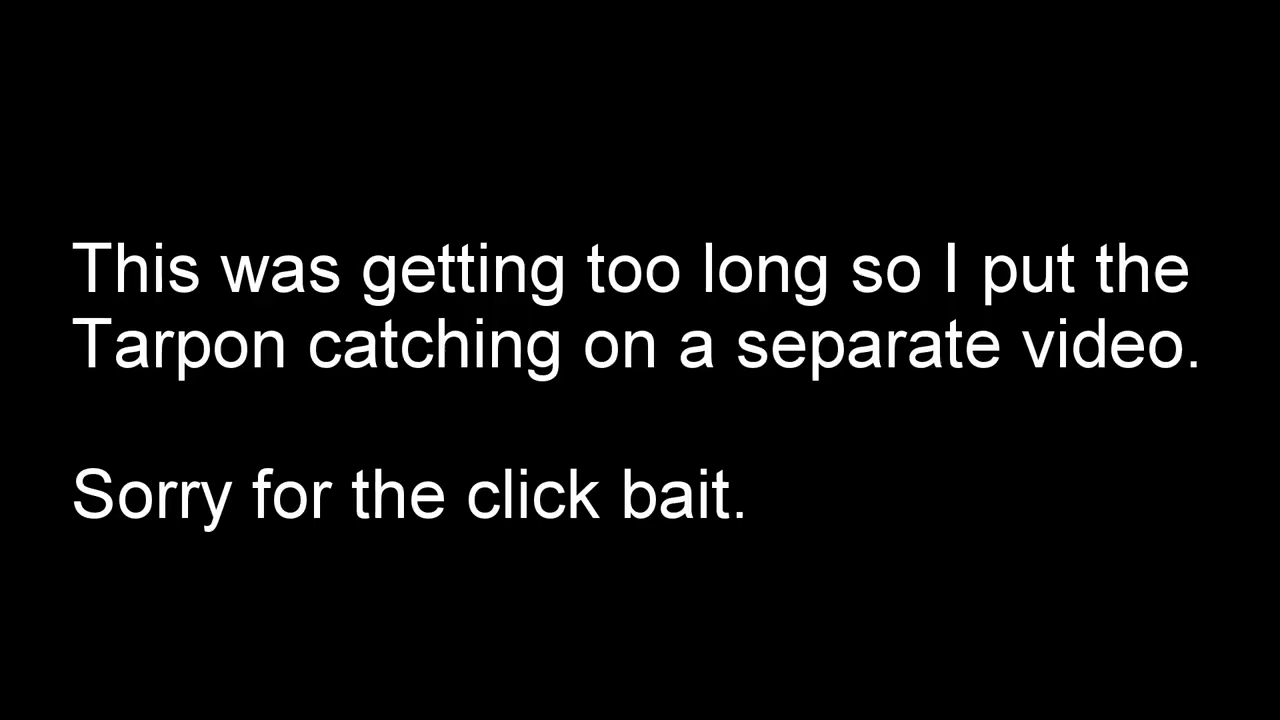 This was getting too long so I put the
Tarpon catching on a separate video.
Sorry for the click bait.